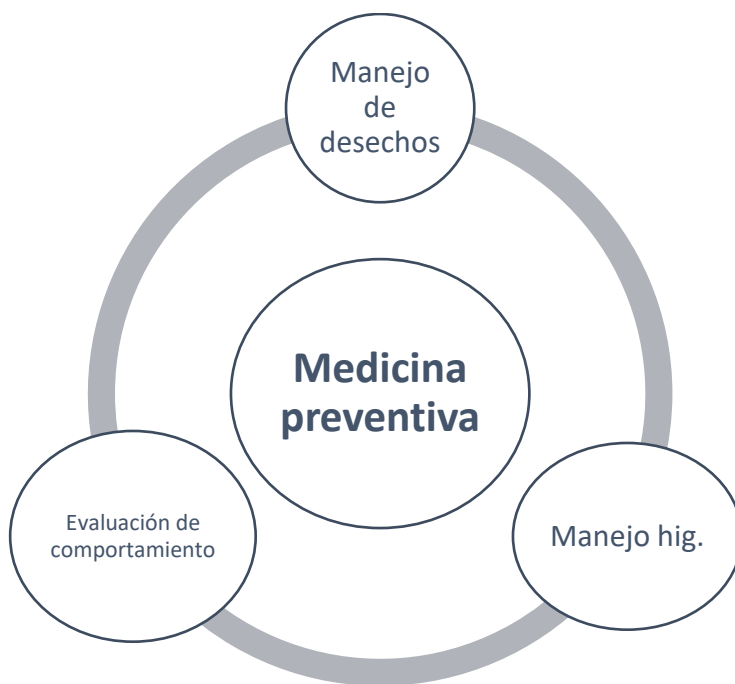 Manejo
de
desechos
Medicina
preventiva
Evaluación de
comportamiento
Manejo hig.